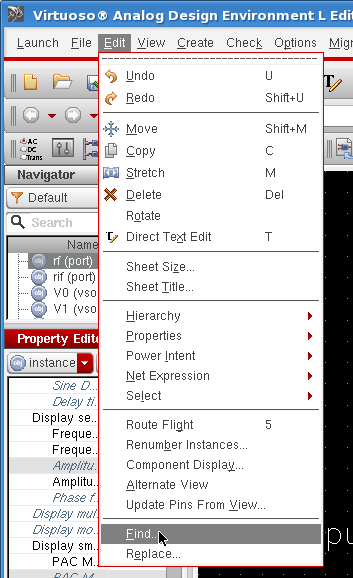 Virtuoso® Analog Design Environment L Edit
Launch File Edit View Create Check Options Migr
Undo U
Redo Shift+U
Move Shift+M
Copy C
Stretch M
Delete Del
Rotate
Direct Text Edit T
Sheet Size...
Sheet Title...
Hierarchy
Properties
Power Intent
Net Expression
Select
Route Flight 5
Renumber Instances...
Component Display...
Alternate View
Update Pins From View...
Find...
Replace...
AC
DC
Trans
Navigator
Default
Search
Name
rf (port)
rif (port)
V0 (vso
V1 (vso
Property Edito
instance
Sine D...
Delay ti...
Display se...
Freque...
Freque...
Amplitu...
Amplitu...
Phase f...
Display mul...
Display mo...
Display sm...
PAC M...
PAC M...
pu